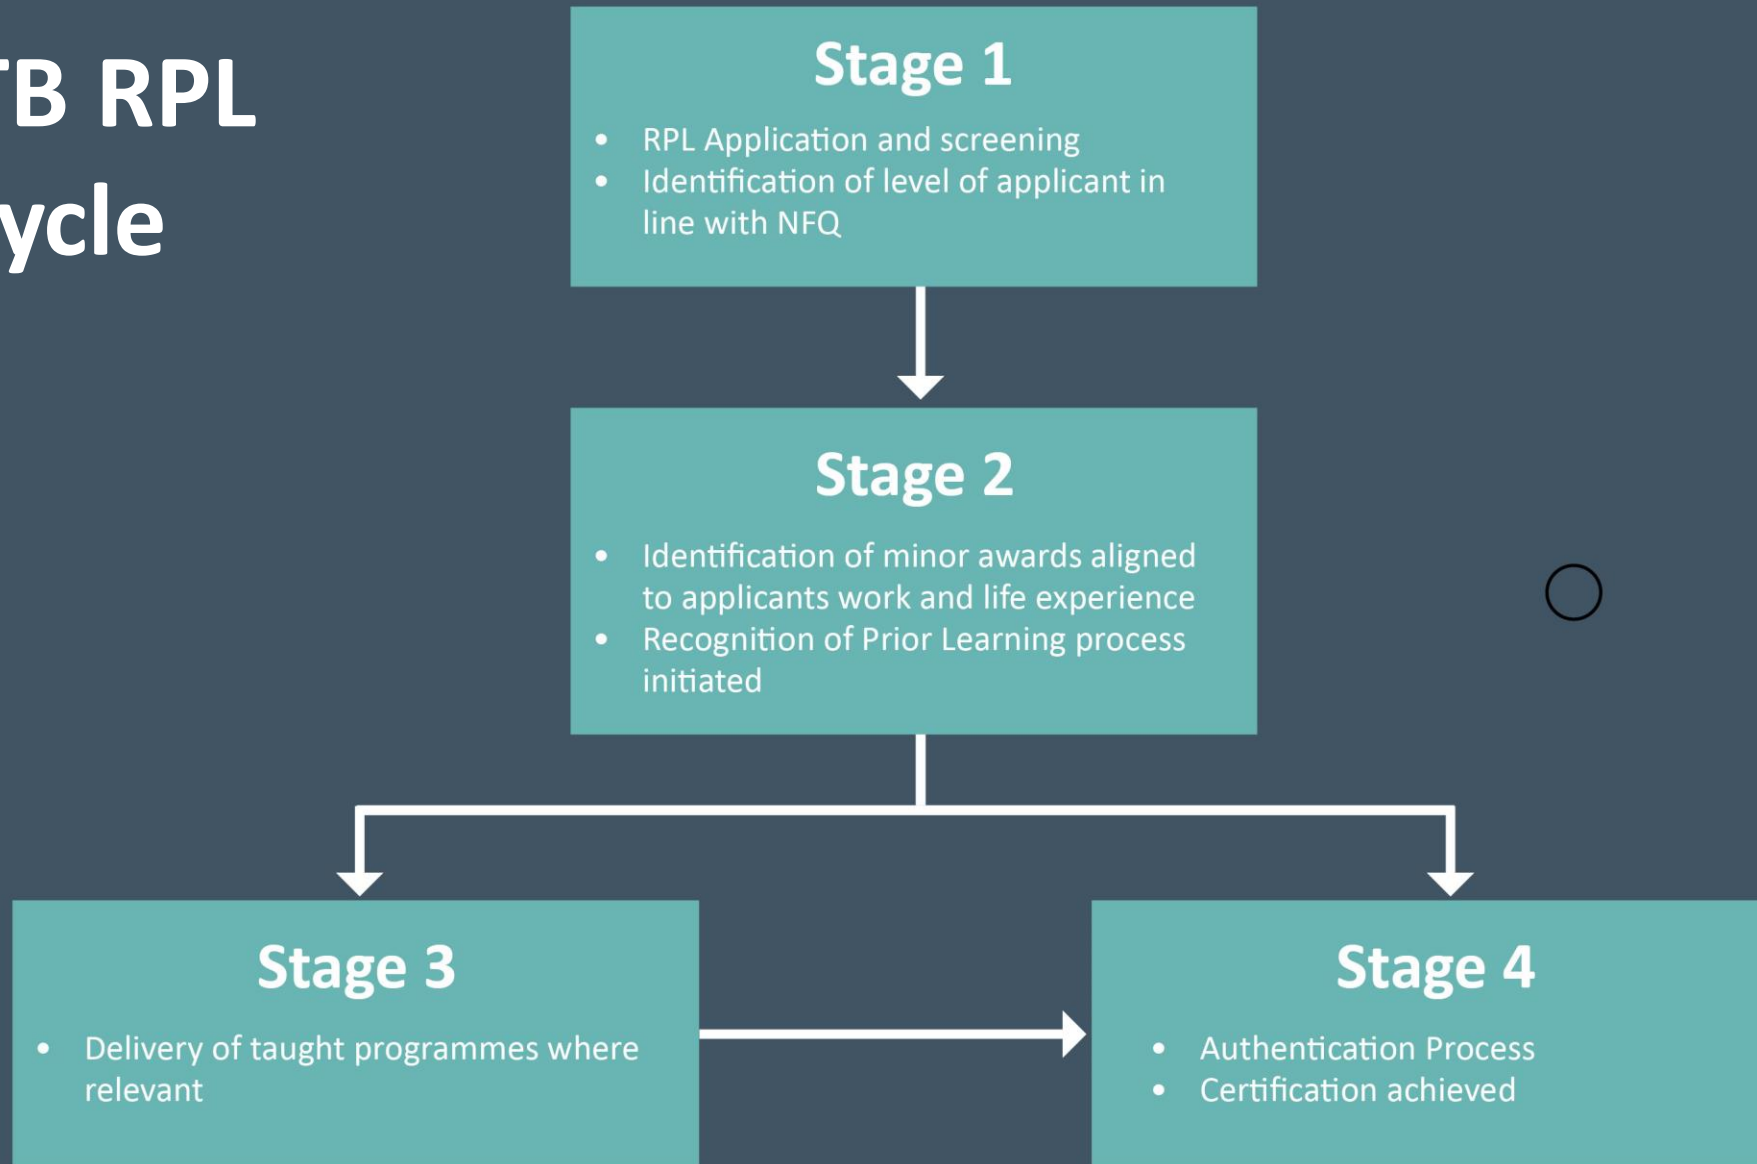 TB RPL
ycle
Stage 1
• RPL Application and screening
• Identification of level of applicant in
line with NFQ
Stage 2
• Identification of minor awards aligned
to applicants work and life experience
• Recognition of Prior Learning process
initiated
Stage 3
• Delivery of taught programmes where
relevant
Stage 4
• Authentication Process
• Certification achieved